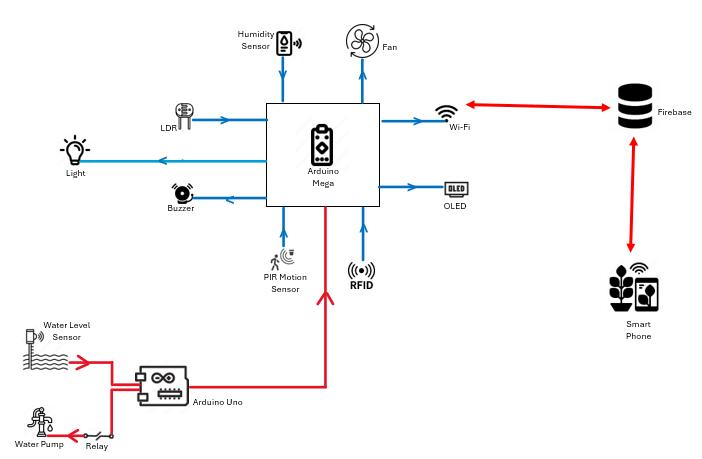 Humidity
Sensor
Fan
LDR
Wi-Fi
Firebase
Light
Arduino
Mega
Buzzer
OLED
OLED
PIR Motion
Sensor
RFID
Smart
Phone
Water Level
Sensor
Arduino Uno
Water Pump
Relay